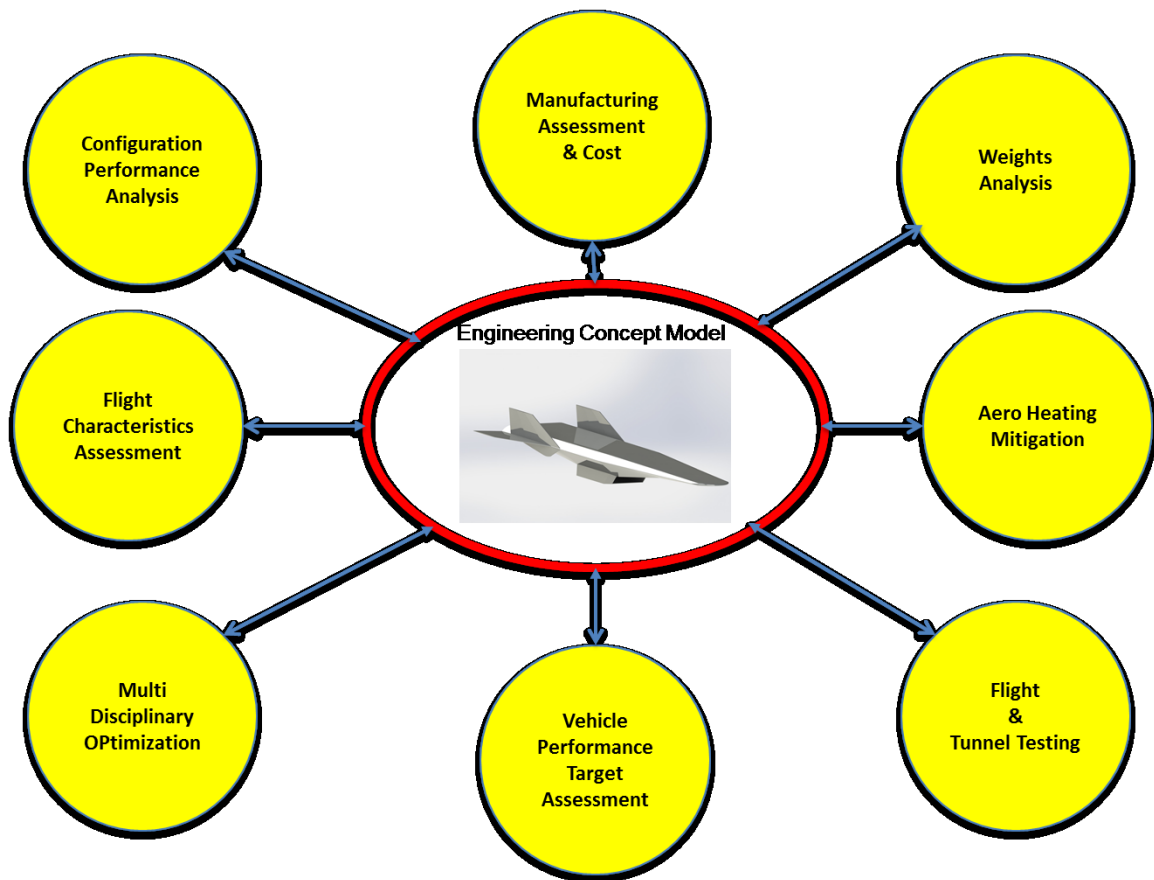 Manufacturing
Assessment
& Cost
Configuration
Performance
Analysis
Weights
Analysis
Engineering Concept Model
Flight
Characteristics
Assessment
Aero Heating
Mitigation
Multi
Disciplinary
OPtimization
Vehicle
Performance
Target
Assessment
Flight
&
Tunnel Testing